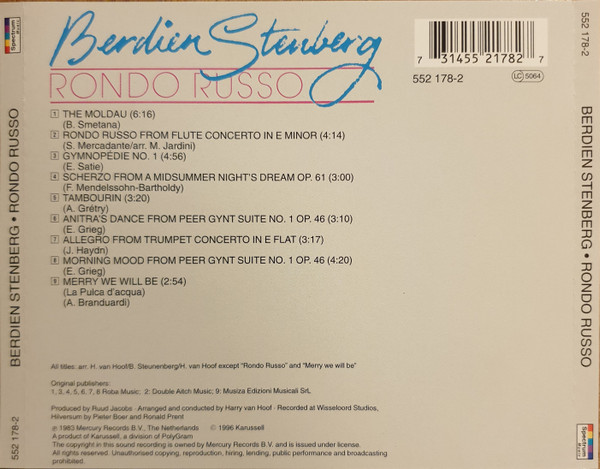 Spectrum
Music
552 178-2
BERDIEN STENBERG • RONDO RUSSO
552 178-2
Berdien Stenberg
RONDO RUSSO
7 31455 21782 7
552 178-2
LC 5064
1 THE MOLDAU (6:16)
(B. Smetana)
2 RONDO RUSSO FROM FLUTE CONCERTO IN E MINOR (4:14)
(S. Mercadante/arr. M. Jardini)
3 GYMNOPÉDIE NO. 1 (4:56)
(E. Satie)
4 SCHERZO FROM A MIDSUMMER NIGHT'S DREAM OP. 61 (3:00)
(F. Mendelssohn-Bartholdy)
5 TAMBOURIN (3:20)
(A. Grétry)
6 ANITRA'S DANCE FROM PEER GYNT SUITE NO. 1 OP. 46 (3:10)
(E. Grieg)
7 ALLEGRO FROM TRUMPET CONCERTO IN E FLAT (3:17)
(J. Haydn)
8 MORNING MOOD FROM PEER GYNT SUITE NO. 1 OP. 46 (4:20)
(E. Grieg)
9 MERRY WE WILL BE (2:54)
(La Pulca d'acqua)
(A. Branduardi)
All titles: arr. H. van Hoof/B. Steunenberg/H. van Hoof except "Rondo Russo" and "Merry we will be"
Original publishers:
1, 3, 4, 5, 6, 7, 8 Roba Music; 2: Double Aitch Music; 9: Musiza Edizioni Musicali SrL
Produced by Ruud Jacobs · Arranged and conducted by Harry van Hoof · Recorded at Wisseloord Studios,
Hilversum by Pieter Boer and Ronald Prent
℗ 1983 Mercury Records B.V., The Netherlands © 1996 Karussell
A product of Karussell, a division of PolyGram
The copyright in this sound recording is owned by Mercury Records B.V. and is issued under license.
All rights reserved. Unauthorised copying, reproduction, hiring, lending, public performance and broadcasting
prohibited.
552 178-2
BERDIEN STENBERG • RONDO RUSSO
Spectrum
Music